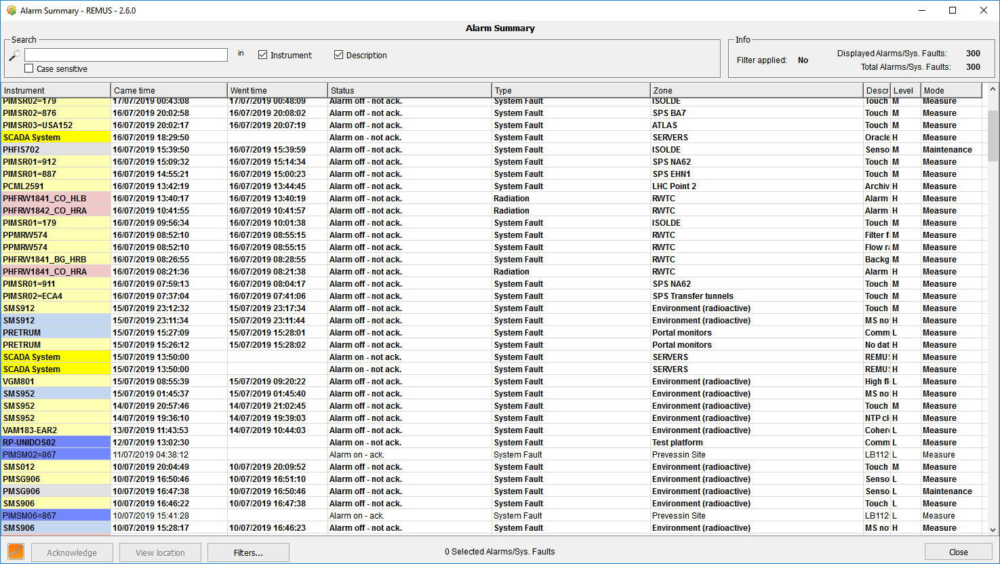 Alarm Summary - REMUS - 2.6.0
Alarm Summary
Search
in Instrument Description
Case sensitive
Info
Filter applied: No
Displayed Alarms/Sys. Faults: 300
Total Alarms/Sys. Faults: 300
Instrument Came time Went time Status Type Zone Descr Level Mode
PIMSR02=179 17/07/2019 00:43:08 17/07/2019 00:48:09 Alarm off - not ack. System Fault ISOLDE Touch M Measure
PIMSR02=876 16/07/2019 20:02:58 16/07/2019 20:08:02 Alarm off - not ack. System Fault SPS BA7 Touch M Measure
PIMSR03=USA152 16/07/2019 20:02:17 16/07/2019 20:07:19 Alarm off - not ack. System Fault ATLAS Touch M Measure
SCADA System 16/07/2019 18:29:50 Alarm on - not ack. System Fault SERVERS Oracle H Measure
PHFIS702 16/07/2019 15:39:50 16/07/2019 15:39:59 Alarm off - not ack. System Fault ISOLDE Senso M Maintenance
PIMSR01=912 16/07/2019 15:09:32 16/07/2019 15:14:34 Alarm off - not ack. System Fault SPS NA62 Touch M Measure
PIMSR01=887 16/07/2019 14:55:21 16/07/2019 15:00:23 Alarm off - not ack. System Fault SPS EHN1 Touch M Measure
PCML2591 16/07/2019 13:42:19 16/07/2019 13:44:45 Alarm off - not ack. System Fault LHC Point 2 Archiv H Measure
PHFRW1841_CO_HLB 16/07/2019 13:40:17 16/07/2019 13:40:19 Alarm off - not ack. Radiation RWTC Alarm H Measure
PHFRW1842_CO_HRA 16/07/2019 10:41:55 16/07/2019 10:41:57 Alarm off - not ack. Radiation RWTC Alarm H Measure
PIMSR01=179 16/07/2019 09:56:34 16/07/2019 10:01:38 Alarm off - not ack. System Fault ISOLDE Touch M Measure
PPMRW574 16/07/2019 08:52:10 16/07/2019 08:55:15 Alarm off - not ack. System Fault RWTC Filter f M Measure
PPMRW574 16/07/2019 08:52:10 16/07/2019 08:55:15 Alarm off - not ack. System Fault RWTC Flow r M Measure
PHFRW1841_BG_HRB 16/07/2019 08:26:55 16/07/2019 08:28:55 Alarm off - not ack. System Fault RWTC Backg M Measure
PHFRW1841_CO_HRA 16/07/2019 08:21:36 16/07/2019 08:21:38 Alarm off - not ack. Radiation RWTC Alarm H Measure
PIMSR01=911 16/07/2019 07:59:13 16/07/2019 08:04:17 Alarm off - not ack. System Fault SPS NA62 Touch M Measure
PIMSR02=ECA4 16/07/2019 07:37:04 16/07/2019 07:41:06 Alarm off - not ack. System Fault SPS Transfer tunnels Touch M Measure
SMS912 15/07/2019 23:12:32 15/07/2019 23:17:34 Alarm off - not ack. System Fault Environment (radioactive) Touch M Measure
SMS912 15/07/2019 23:11:34 15/07/2019 23:11:44 Alarm off - not ack. System Fault Environment (radioactive) MS no H Measure
PRETRUM 15/07/2019 15:27:09 15/07/2019 15:28:01 Alarm off - not ack. System Fault Portal monitors Comm L Measure
PRETRUM 15/07/2019 15:26:12 15/07/2019 15:28:02 Alarm off - not ack. System Fault Portal monitors No dat H Measure
SCADA System 15/07/2019 13:50:00 Alarm on - not ack. System Fault SERVERS REMU H Measure
SCADA System 15/07/2019 13:50:00 Alarm on - not ack. System Fault SERVERS REMU H Measure
VGM801 15/07/2019 08:55:39 15/07/2019 09:20:22 Alarm off - not ack. System Fault Environment (radioactive) High fl L Measure
SMS952 15/07/2019 01:45:37 15/07/2019 01:45:40 Alarm off - not ack. System Fault Environment (radioactive) MS no H Measure
SMS952 14/07/2019 20:57:46 14/07/2019 21:02:45 Alarm off - not ack. System Fault Environment (radioactive) Touch M Measure
SMS952 14/07/2019 19:36:10 14/07/2019 19:39:03 Alarm off - not ack. System Fault Environment (radioactive) NTP cl H Measure
VAM183-EAR2 13/07/2019 11:43:53 14/07/2019 10:44:03 Alarm off - not ack. System Fault Environment (radioactive) Coher L Measure
RP-UNIDOS02 12/07/2019 13:02:30 Alarm on - not ack. System Fault Test platform Comm L Measure
PIMSM02=867 11/07/2019 04:38:12 Alarm on - ack. System Fault Prevessin Site LB112 L Measure
SMS012 10/07/2019 20:04:49 10/07/2019 20:09:52 Alarm off - not ack. System Fault Environment (radioactive) Touch M Measure
PMSG906 10/07/2019 16:50:46 10/07/2019 16:51:10 Alarm off - not ack. System Fault Environment (radioactive) Senso L Measure
PMSG906 10/07/2019 16:47:38 10/07/2019 16:50:46 Alarm off - not ack. System Fault Environment (radioactive) Senso L Maintenance
SMS906 10/07/2019 16:46:22 10/07/2019 16:47:38 Alarm off - not ack. System Fault Environment (radioactive) Touch L Measure
PIMSM06=867 10/07/2019 15:41:28 Alarm on - ack. System Fault Prevessin Site LB112 L Measure
SMS906 10/07/2019 15:28:17 10/07/2019 16:46:23 Alarm off - not ack. System Fault Environment (radioactive) MS no H Measure
Acknowledge View location Filters... 0 Selected Alarms/Sys. Faults Close